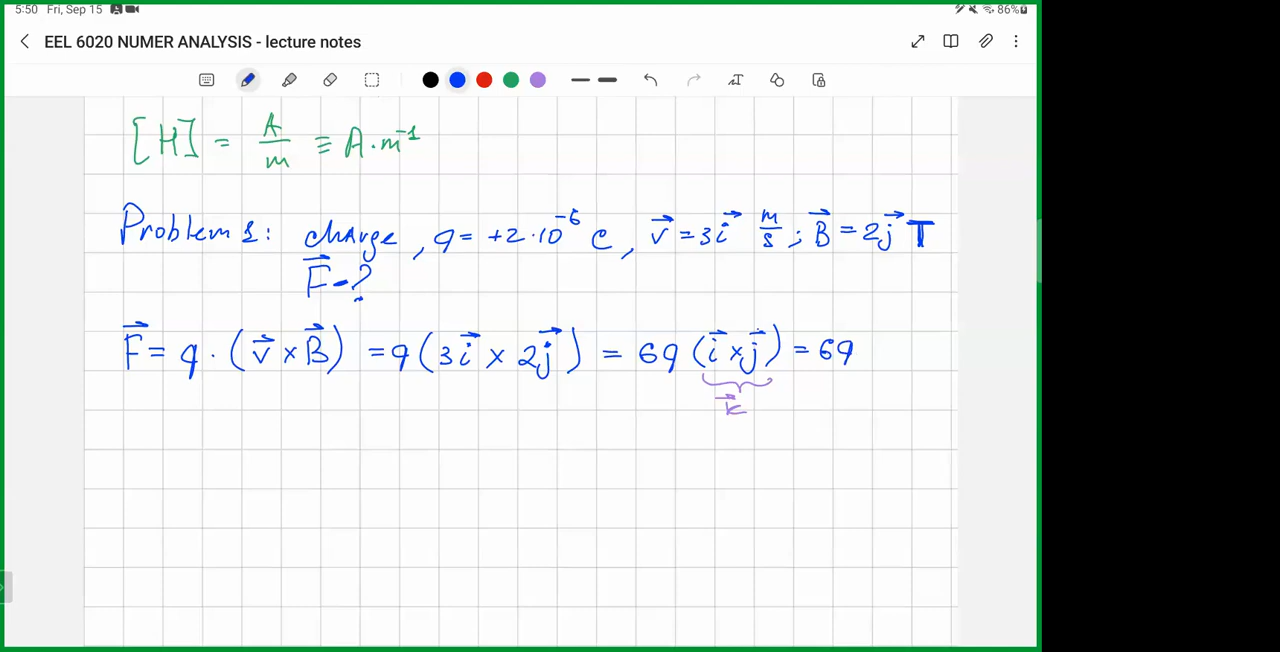 5:50 Fri, Sep 15 86%
EEL 6020 NUMER ANALYSIS - lecture notes
[H] = A/m ≡ A·m⁻¹
Problem 1: charge, q = +2·10⁻⁶ C, v⃗ = 3i⃗ m/s; B⃗ = 2j⃗ T
F⃗ - ?
F⃗ = q · (v⃗ × B⃗) = q(3i⃗ × 2j⃗) = 6q (i⃗ × j⃗) = 6q
k⃗